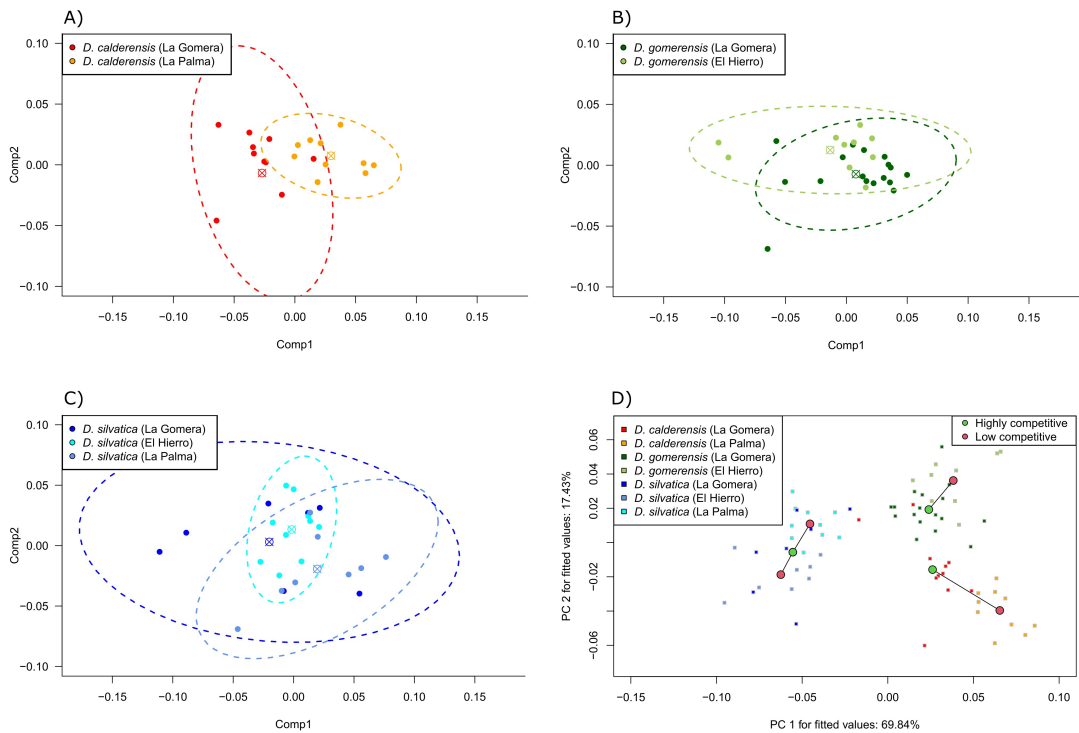 A)
D. calderensis (La Gomera)
D. calderensis (La Palma)
0.10
0.05
0.00
−0.05
−0.10
Comp2
−0.15
−0.10
−0.05
0.00
0.05
0.10
0.15
Comp1
B)
D. gomerensis (La Gomera)
D. gomerensis (El Hierro)
0.10
0.05
0.00
−0.05
−0.10
Comp2
−0.15
−0.10
−0.05
0.00
0.05
0.10
0.15
Comp1
C)
D. silvatica (La Gomera)
D. silvatica (El Hierro)
D. silvatica (La Palma)
0.10
0.05
0.00
−0.05
−0.10
Comp2
−0.15
−0.10
−0.05
0.00
0.05
0.10
0.15
Comp1
D)
D. calderensis (La Gomera)
D. calderensis (La Palma)
D. gomerensis (La Gomera)
D. gomerensis (El Hierro)
D. silvatica (La Gomera)
D. silvatica (El Hierro)
D. silvatica (La Palma)
Highly competitive
Low competitive
0.06
0.04
0.02
−0.02
−0.06
PC 2 for fitted values: 17.43%
−0.15
−0.10
−0.05
0.00
0.05
0.10
PC 1 for fitted values: 69.84%